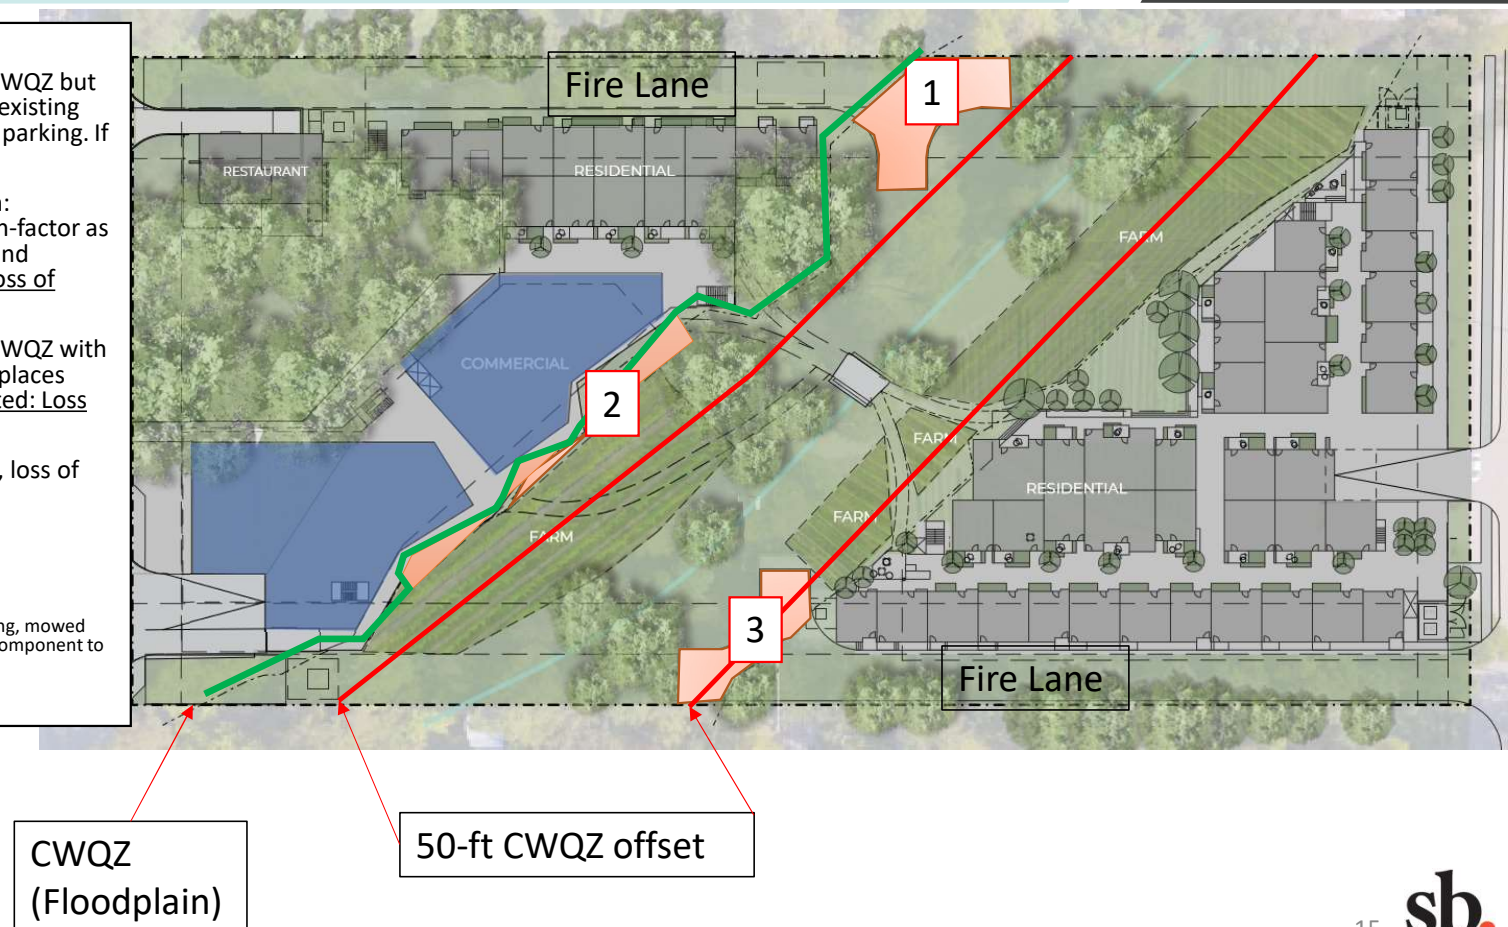 WQZ but
existing
parking. If
:
n-factor as
nd
oss of
WQZ with
places
ted: Loss
, loss of
ng, mowed
omponent to
Fire Lane
1
RESTAURANT
RESIDENTIAL
FARM
COMMERCIAL
2
FARM
RESIDENTIAL
FARM
FARM
3
Fire Lane
50-ft CWQZ offset
CWQZ
(Floodplain)
15
sb.